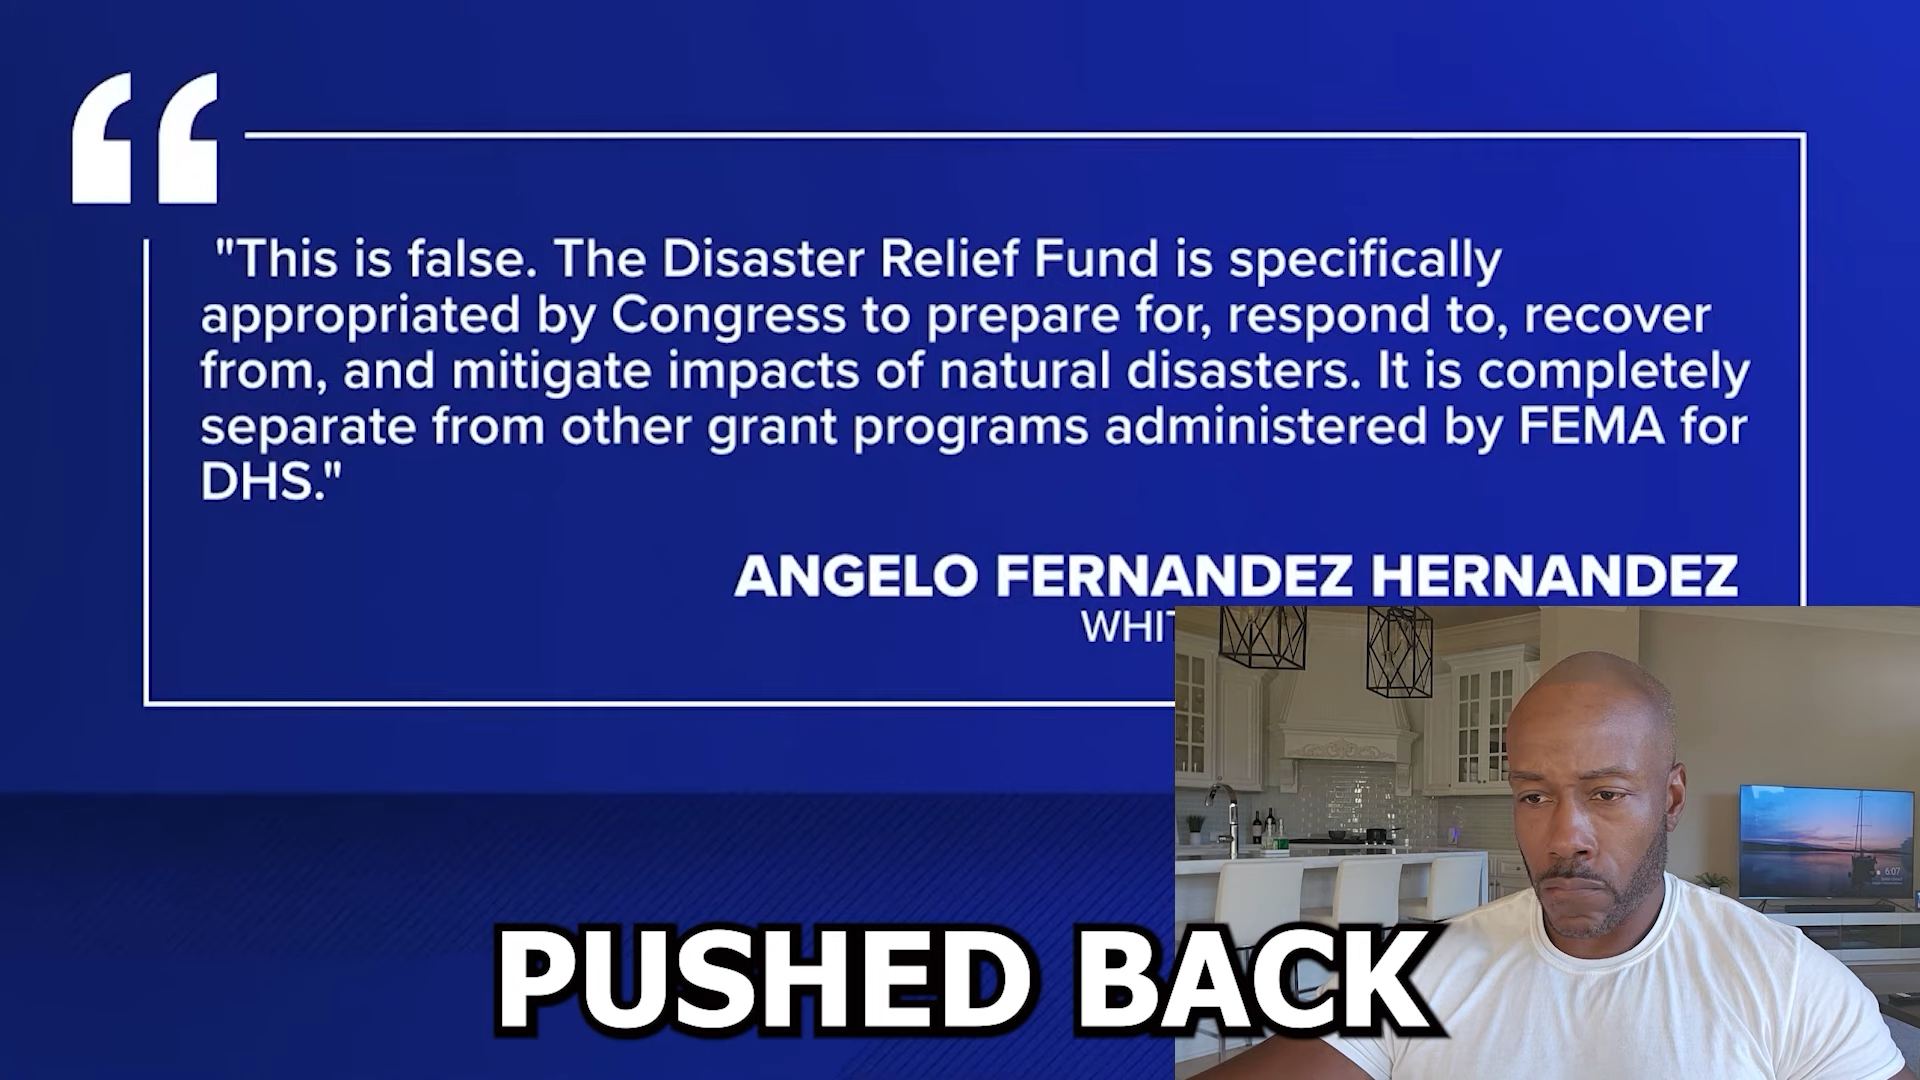 "This is false. The Disaster Relief Fund is specifically
appropriated by Congress to prepare for, respond to, recover
from, and mitigate impacts of natural disasters. It is completely
separate from other grant programs administered by FEMA for
DHS."
ANGELO FERNANDEZ HERNANDEZ
6:07
PUSHED BACK